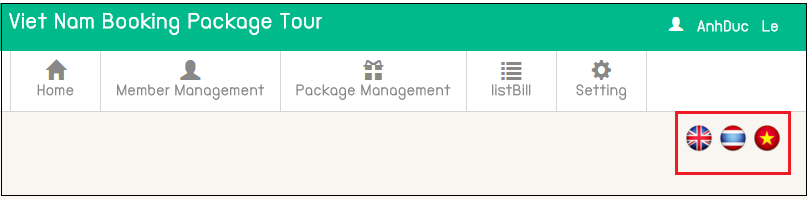 Viet Nam Booking Package Tour
AnhDuc Le
Home
Member Management
Package Management
listBill
Setting